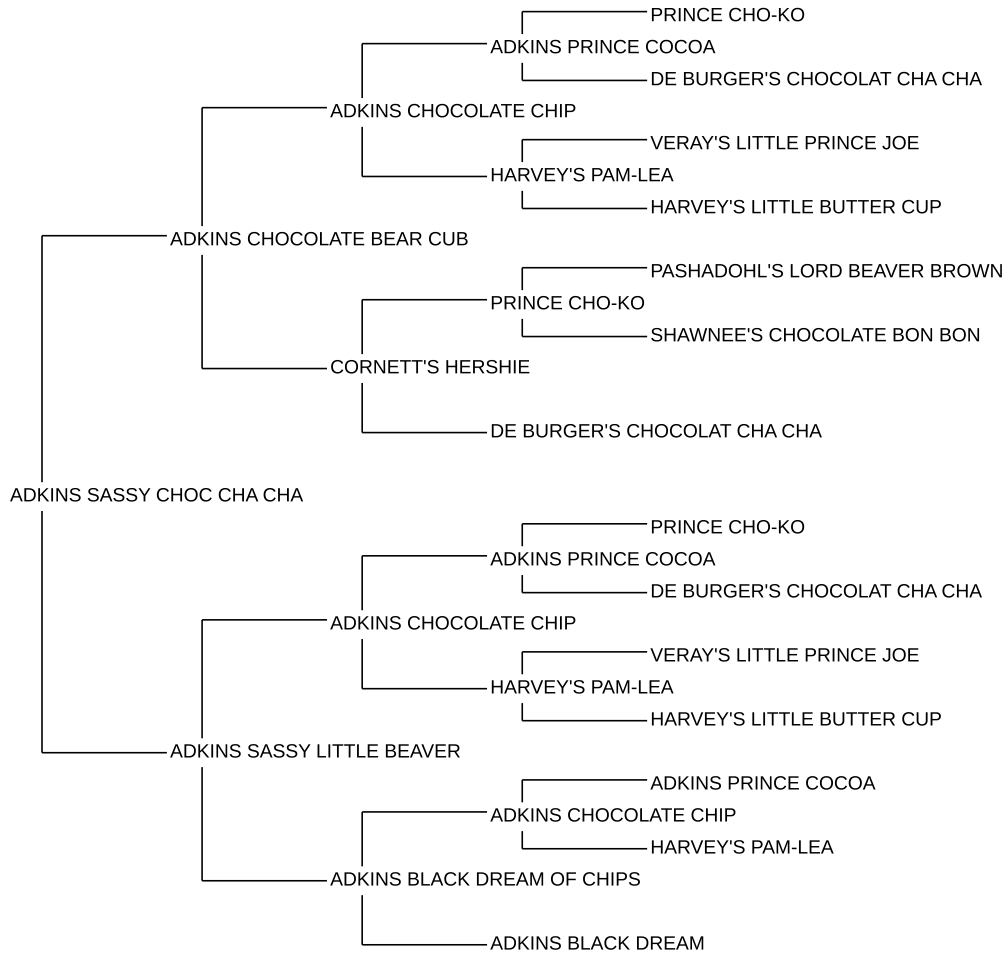 PRINCE CHO-KO
ADKINS PRINCE COCOA
DE BURGER'S CHOCOLAT CHA CHA
ADKINS CHOCOLATE CHIP
VERAY'S LITTLE PRINCE JOE
HARVEY'S PAM-LEA
HARVEY'S LITTLE BUTTER CUP
ADKINS CHOCOLATE BEAR CUB
PASHADOHL'S LORD BEAVER BROWN
PRINCE CHO-KO
SHAWNEE'S CHOCOLATE BON BON
CORNETT'S HERSHIE
DE BURGER'S CHOCOLAT CHA CHA
ADKINS SASSY CHOC CHA CHA
PRINCE CHO-KO
ADKINS PRINCE COCOA
DE BURGER'S CHOCOLAT CHA CHA
ADKINS CHOCOLATE CHIP
VERAY'S LITTLE PRINCE JOE
HARVEY'S PAM-LEA
HARVEY'S LITTLE BUTTER CUP
ADKINS SASSY LITTLE BEAVER
ADKINS PRINCE COCOA
ADKINS CHOCOLATE CHIP
HARVEY'S PAM-LEA
ADKINS BLACK DREAM OF CHIPS
ADKINS BLACK DREAM